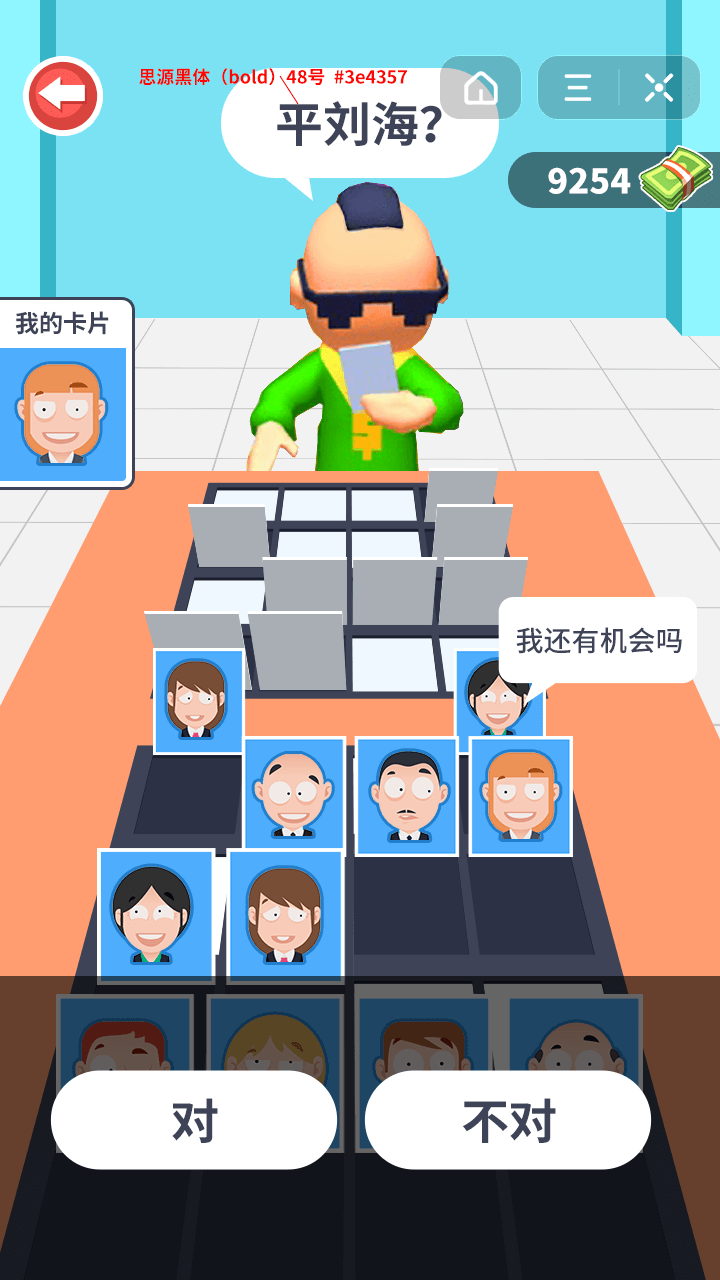 思源黑体（bold）48号 #3e4357
平刘海？
9254
我的卡片
$
我还有机会吗
对
不对